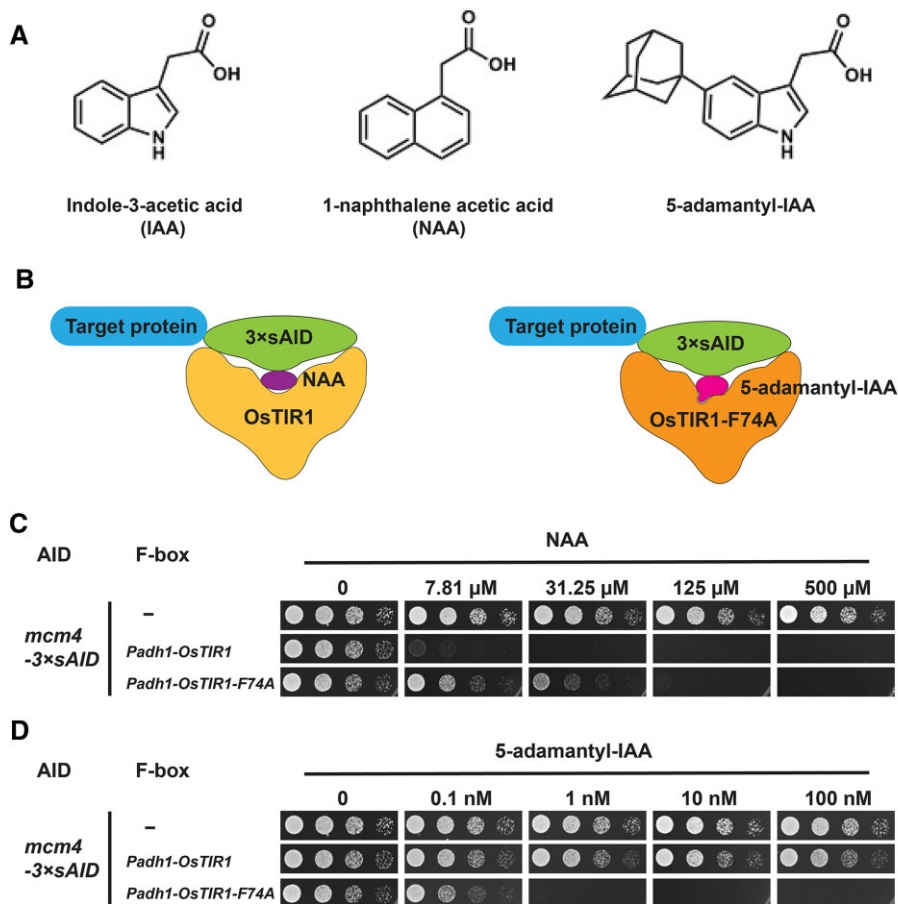 A
O
OH
N
H
O
OH
O
OH
N
H
Indole-3-acetic acid
(IAA)
1-naphthalene acetic acid
(NAA)
5-adamantyl-IAA
B
Target protein
3×sAID
NAA
OsTIR1
Target protein
3×sAID
5-adamantyl-IAA
OsTIR1-F74A
C
AID F-box NAA
0 7.81 µM 31.25 µM 125 µM 500 µM
mcm4
-3×sAID
–
Padh1-OsTIR1
Padh1-OsTIR1-F74A
D
AID F-box 5-adamantyl-IAA
0 0.1 nM 1 nM 10 nM 100 nM
mcm4
-3×sAID
–
Padh1-OsTIR1
Padh1-OsTIR1-F74A